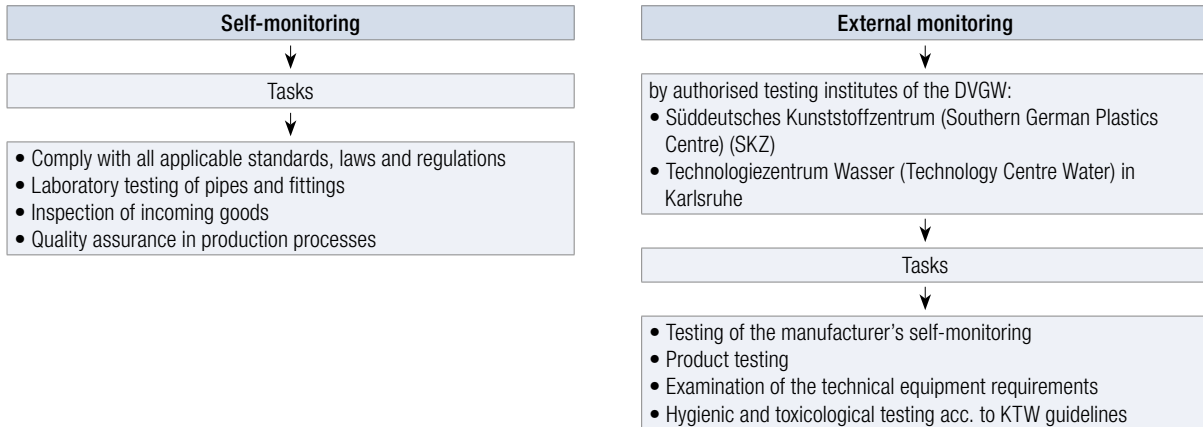 Self-monitoring
Tasks
• Comply with all applicable standards, laws and regulations
• Laboratory testing of pipes and fittings
• Inspection of incoming goods
• Quality assurance in production processes
External monitoring
by authorised testing institutes of the DVGW:
• Süddeutsches Kunststoffzentrum (Southern German Plastics
Centre) (SKZ)
• Technologiezentrum Wasser (Technology Centre Water) in
Karlsruhe
Tasks
• Testing of the manufacturer’s self-monitoring
• Product testing
• Examination of the technical equipment requirements
• Hygienic and toxicological testing acc. to KTW guidelines